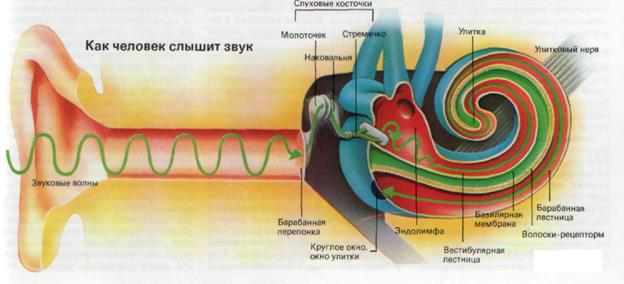 Слуховые косточки
Как человек слышит звук
Молоточек
Стремечко
Наковальня
Улитка
Улитковый нерв
Звуковые волны
Барабанная
перепонка
Круглое окно,
окно улитки
Эндолимфа
Вестибулярная
лестница
Базилярная
мембрана
Волоски-рецепторы
Барабанная
лестница